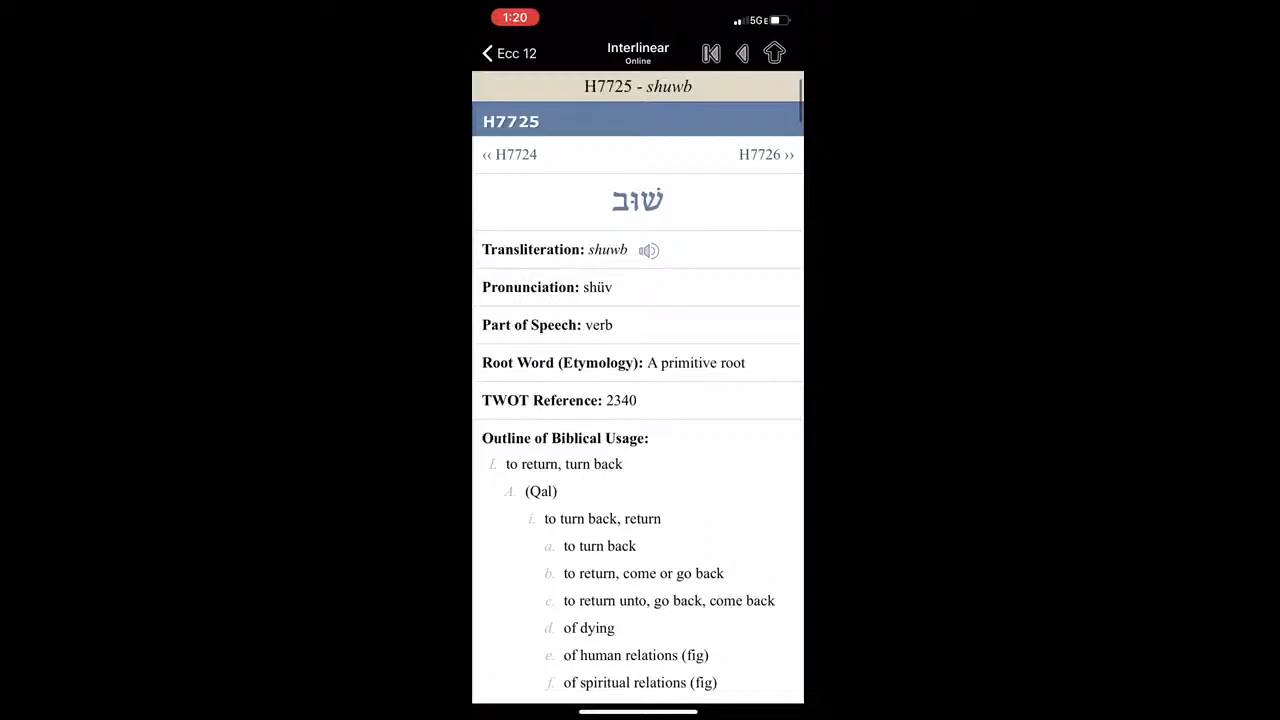 1:20
5GE
Ecc 12
Interlinear
Online
H7725 - shuwb
H7725
‹‹ H7724
H7726 ››
שׁוּב
Transliteration: shuwb
Pronunciation: shüv
Part of Speech: verb
Root Word (Etymology): A primitive root
TWOT Reference: 2340
Outline of Biblical Usage:
I. to return, turn back
A. (Qal)
i. to turn back, return
a. to turn back
b. to return, come or go back
c. to return unto, go back, come back
d. of dying
e. of human relations (fig)
f. of spiritual relations (fig)